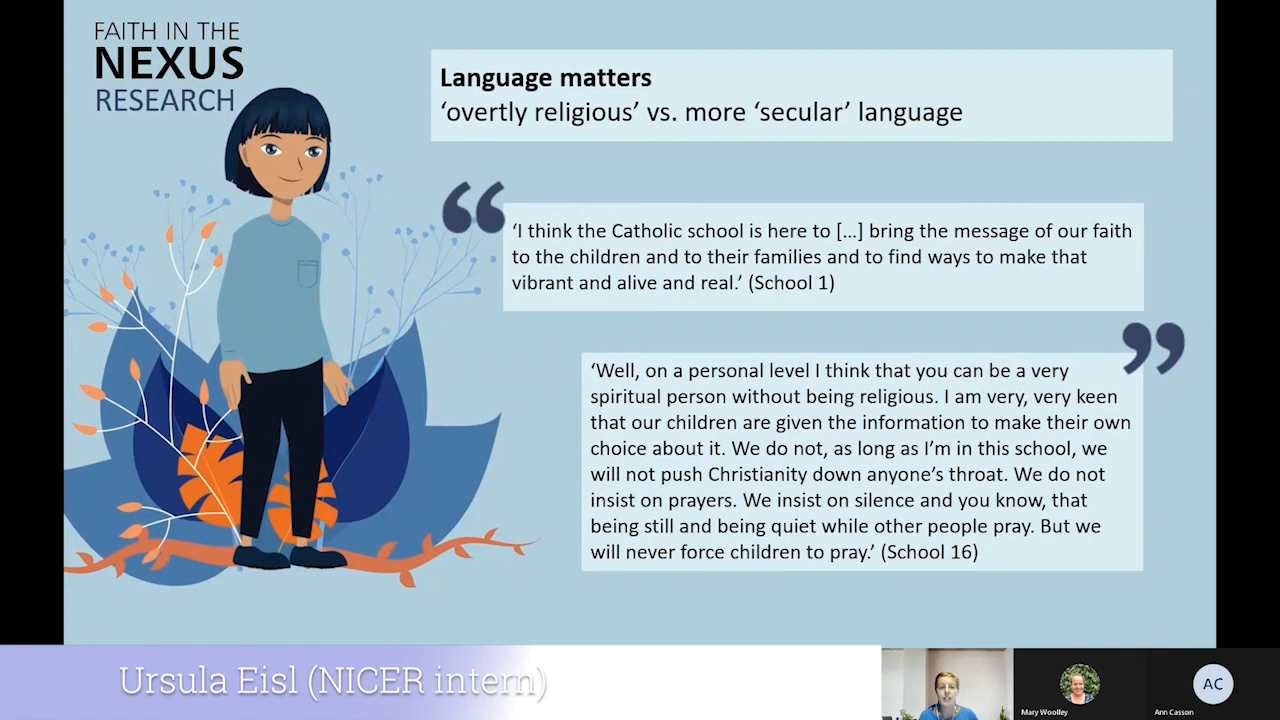 FAITH IN THE
NEXUS
RESEARCH
Language matters
‘overtly religious’ vs. more ‘secular’ language
“
‘I think the Catholic school is here to [...] bring the message of our faith
to the children and to their families and to find ways to make that
vibrant and alive and real.’ (School 1)
”
‘Well, on a personal level I think that you can be a very
spiritual person without being religious. I am very, very keen
that our children are given the information to make their own
choice about it. We do not, as long as I’m in this school, we
will not push Christianity down anyone’s throat. We do not
insist on prayers. We insist on silence and you know, that
being still and being quiet while other people pray. But we
will never force children to pray.’ (School 16)
Ursula Eisl (NICER intern)
Mary Woolley
AC
Ann Casson